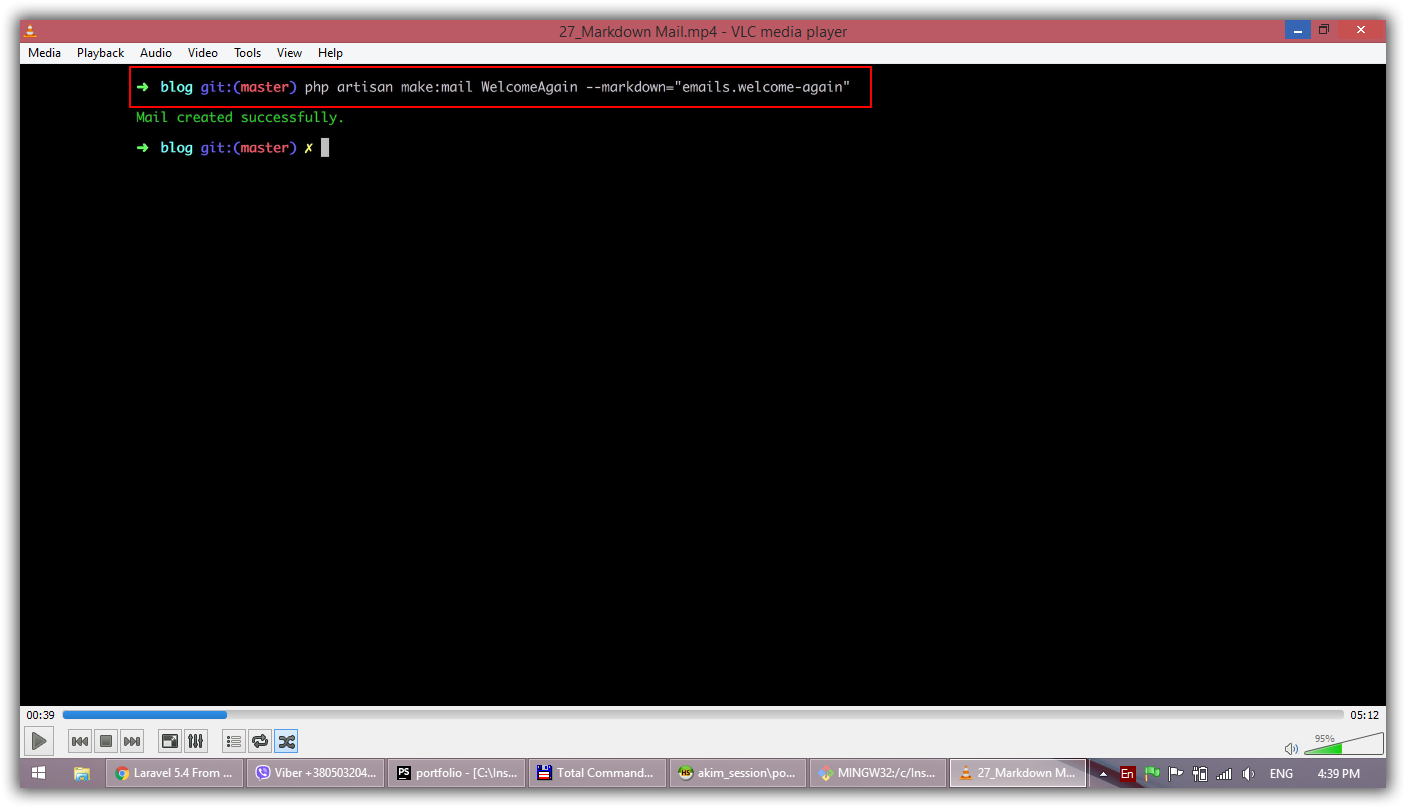 27_Markdown Mail.mp4 - VLC media player
Media Playback Audio Video Tools View Help
➜ blog git:(master) php artisan make:mail WelcomeAgain --markdown="emails.welcome-again"
Mail created successfully.
➜ blog git:(master) ✗
00:39 05:12
95%
Laravel 5.4 From ... Viber +380503204... PS portfolio - [C:\Ins... Total Command... HS akim_session\po... MINGW32:/c/Ins... 27_Markdown M... En ENG 4:39 PM